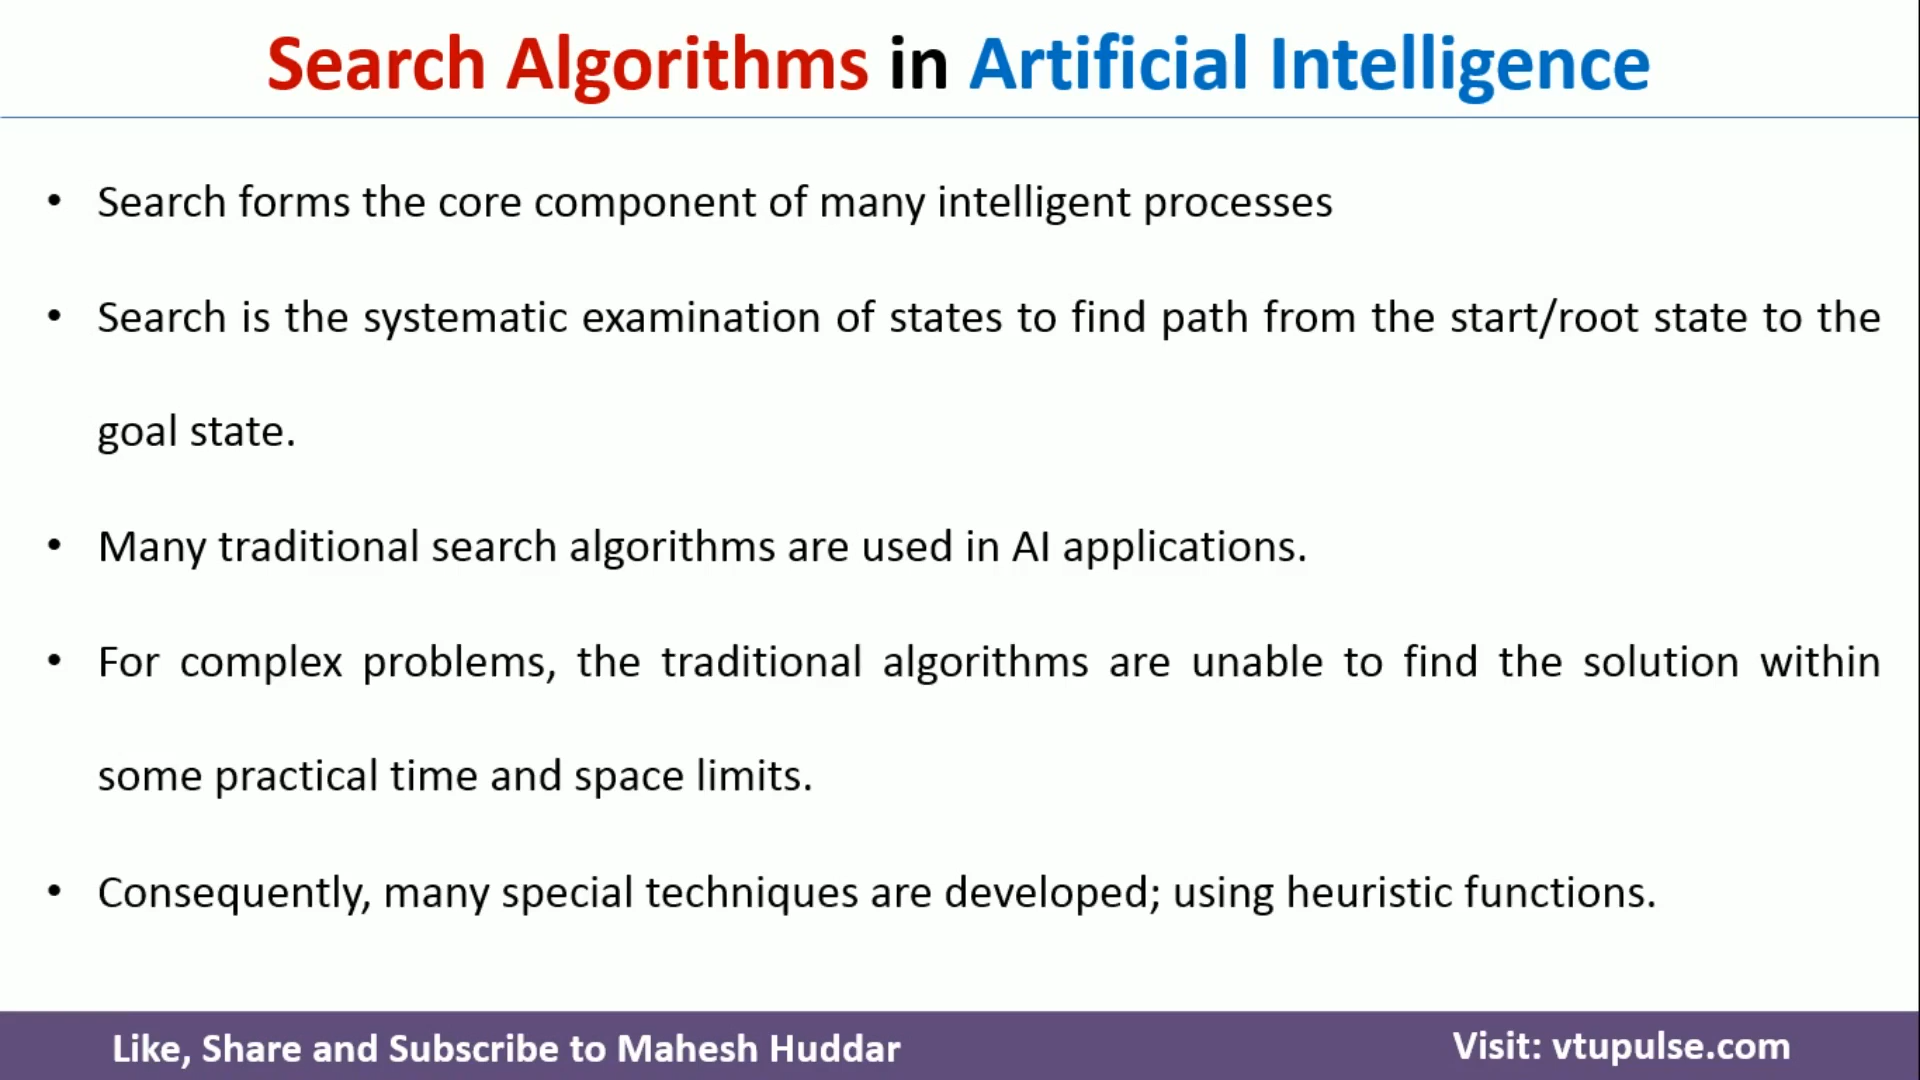 Search Algorithms in Artificial Intelligence
• Search forms the core component of many intelligent processes
• Search is the systematic examination of states to find path from the start/root state to the
goal state.
• Many traditional search algorithms are used in AI applications.
• For complex problems, the traditional algorithms are unable to find the solution within
some practical time and space limits.
• Consequently, many special techniques are developed; using heuristic functions.
Like, Share and Subscribe to Mahesh Huddar
Visit: vtupulse.com